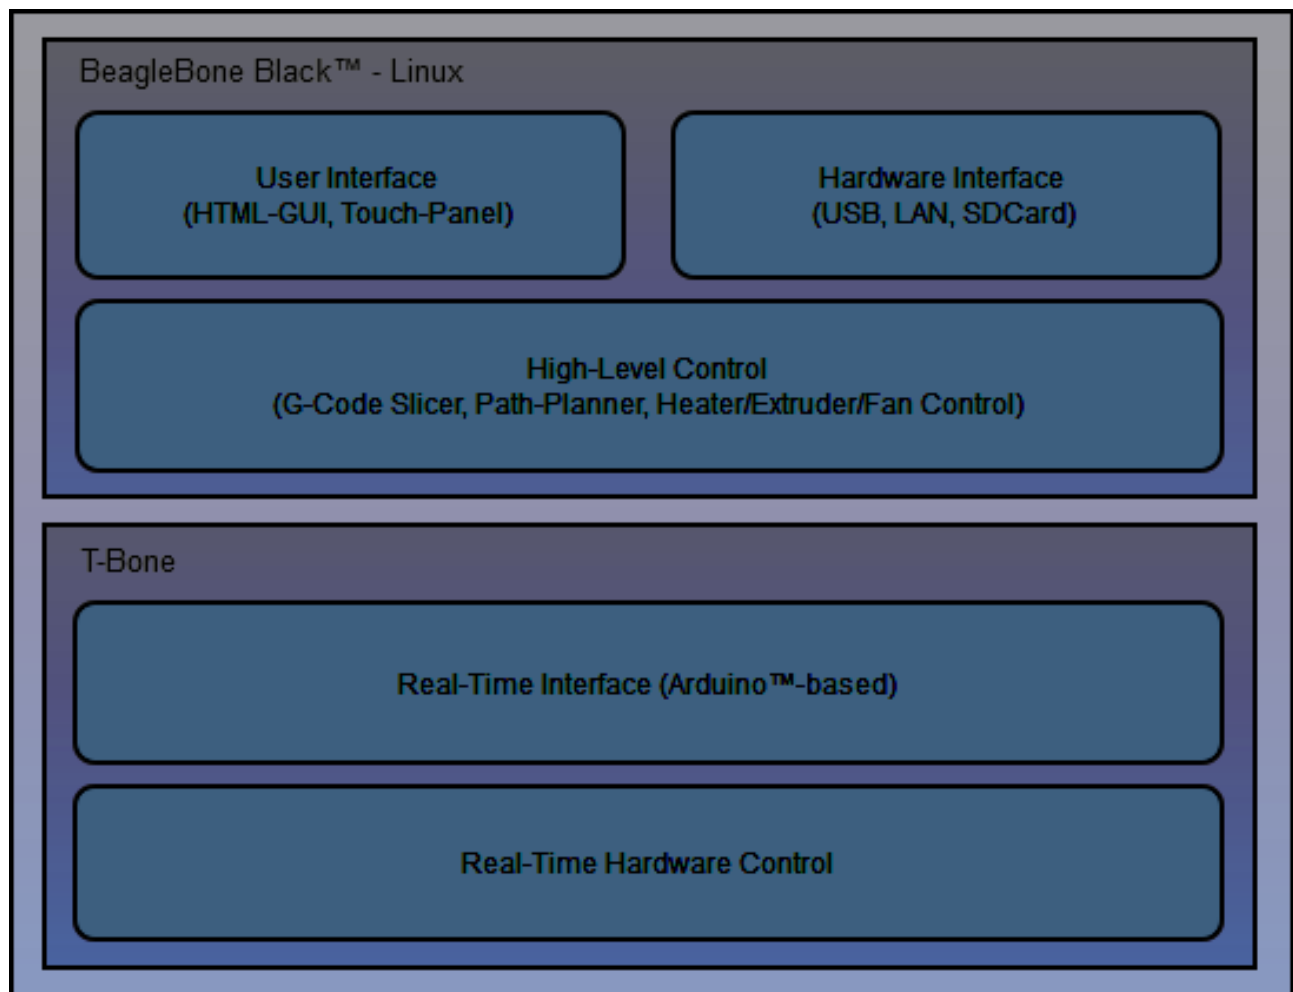 BeagleBone Black™ - Linux
User Interface
(HTML-GUI, Touch-Panel)
Hardware Interface
(USB, LAN, SDCard)
High-Level Control
(G-Code Slicer, Path-Planner, Heater/Extruder/Fan Control)
T-Bone
Real-Time Interface (Arduino™-based)
Real-Time Hardware Control